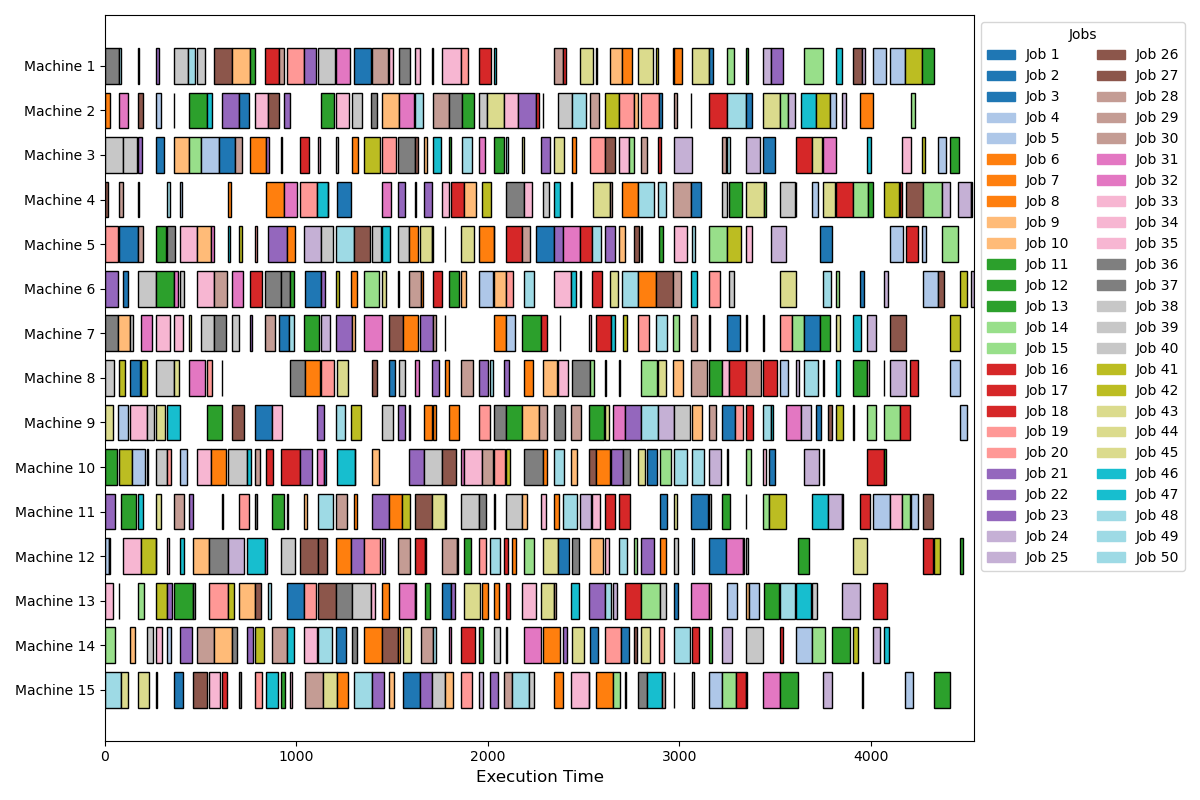 Machine 1
Machine 2
Machine 3
Machine 4
Machine 5
Machine 6
Machine 7
Machine 8
Machine 9
Machine 10
Machine 11
Machine 12
Machine 13
Machine 14
Machine 15
0 1000 2000 3000 4000
Execution Time
Jobs
Job 1
Job 2
Job 3
Job 4
Job 5
Job 6
Job 7
Job 8
Job 9
Job 10
Job 11
Job 12
Job 13
Job 14
Job 15
Job 16
Job 17
Job 18
Job 19
Job 20
Job 21
Job 22
Job 23
Job 24
Job 25
Job 26
Job 27
Job 28
Job 29
Job 30
Job 31
Job 32
Job 33
Job 34
Job 35
Job 36
Job 37
Job 38
Job 39
Job 40
Job 41
Job 42
Job 43
Job 44
Job 45
Job 46
Job 47
Job 48
Job 49
Job 50